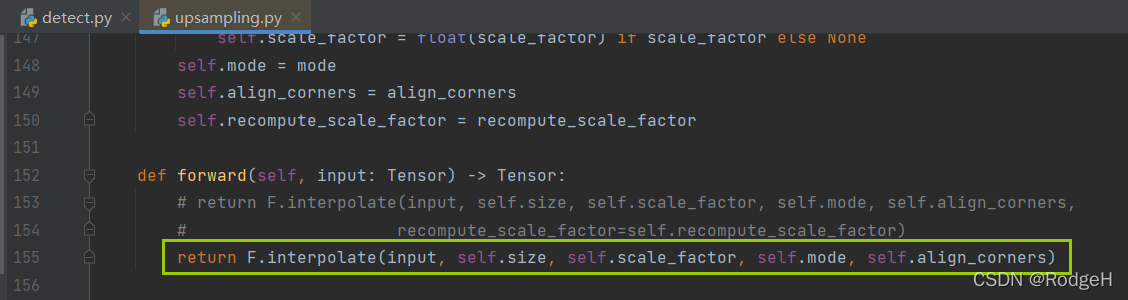 detect.py
upsampling.py
147 self.scale_factor = float(scale_factor) if scale_factor else None
148 self.mode = mode
149 self.align_corners = align_corners
150 self.recompute_scale_factor = recompute_scale_factor
151
152 def forward(self, input: Tensor) -> Tensor:
153 # return F.interpolate(input, self.size, self.scale_factor, self.mode, self.align_corners,
154 # recompute_scale_factor=self.recompute_scale_factor)
155 return F.interpolate(input, self.size, self.scale_factor, self.mode, self.align_corners)
156
CSDN @RodgeH